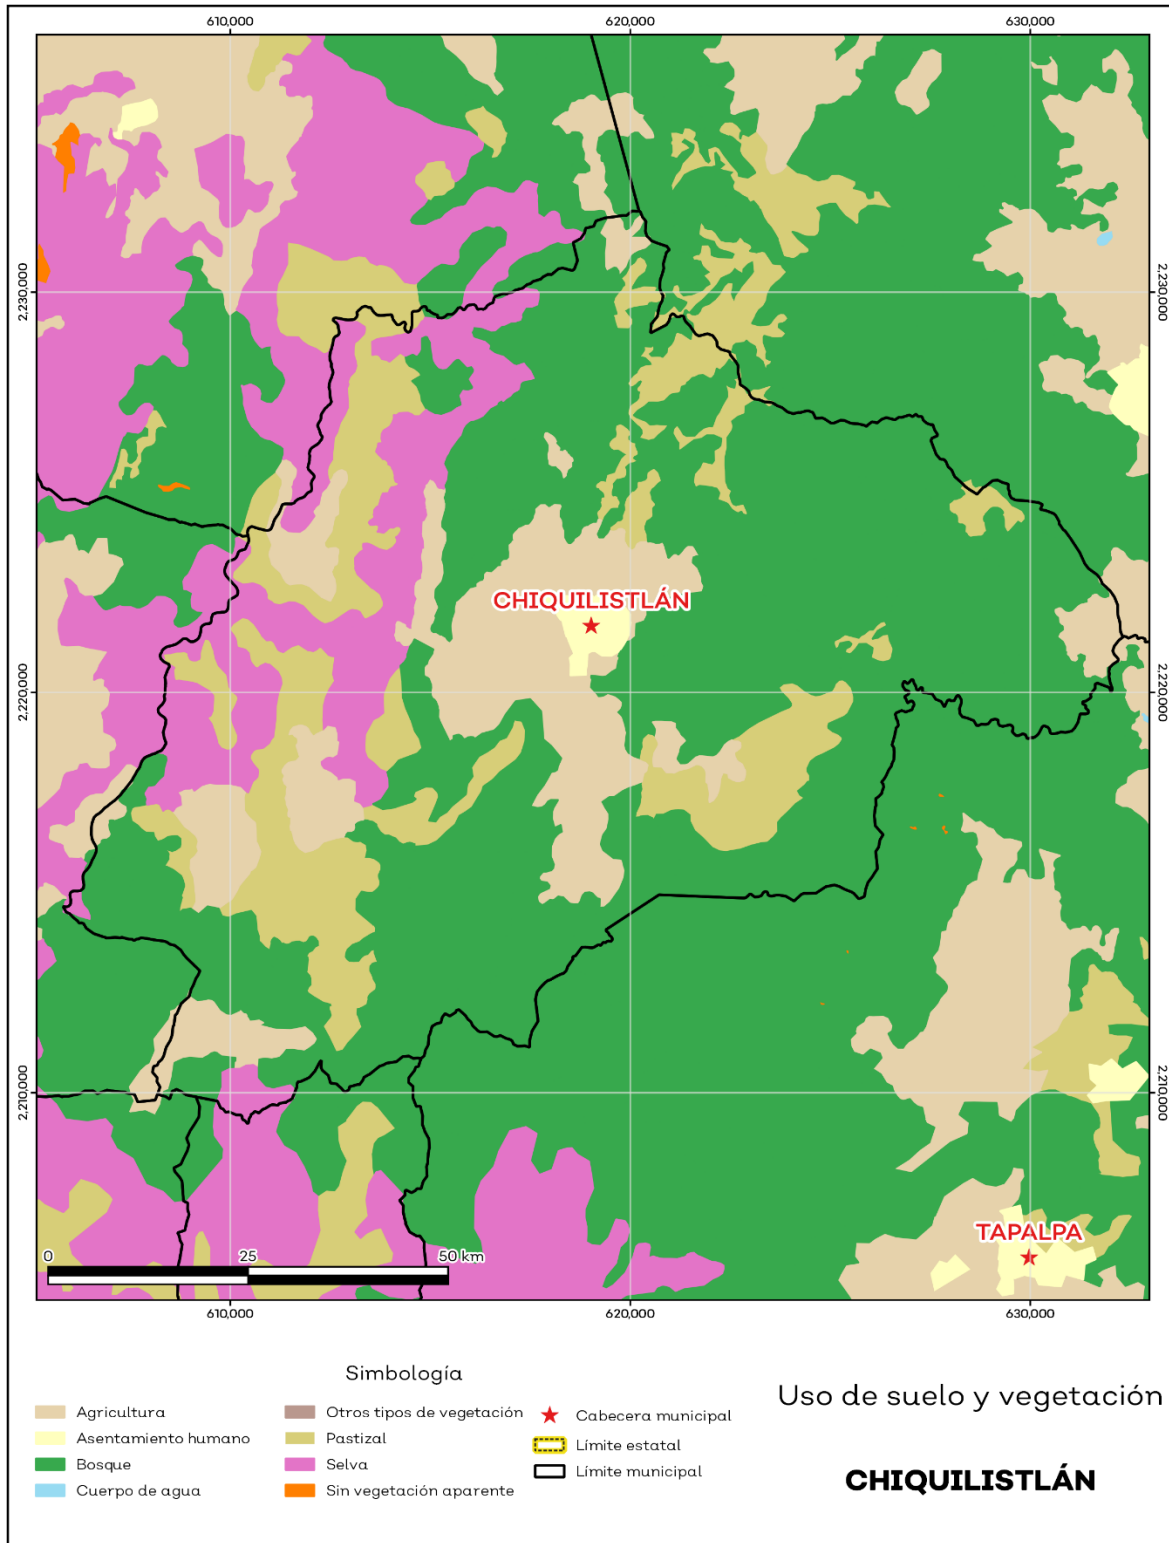 610,000 620,000 630,000
2,230,000 2,230,000
CHIQUILISTLÁN
2,220,000 2,220,000
2,210,000 2,210,000
TAPALPA
0 25 50 km
610,000 620,000 630,000
Simbología
Agricultura
Asentamiento humano
Bosque
Cuerpo de agua
Otros tipos de vegetación
Pastizal
Selva
Sin vegetación aparente
Cabecera municipal
Límite estatal
Límite municipal
Uso de suelo y vegetación
CHIQUILISTLÁN